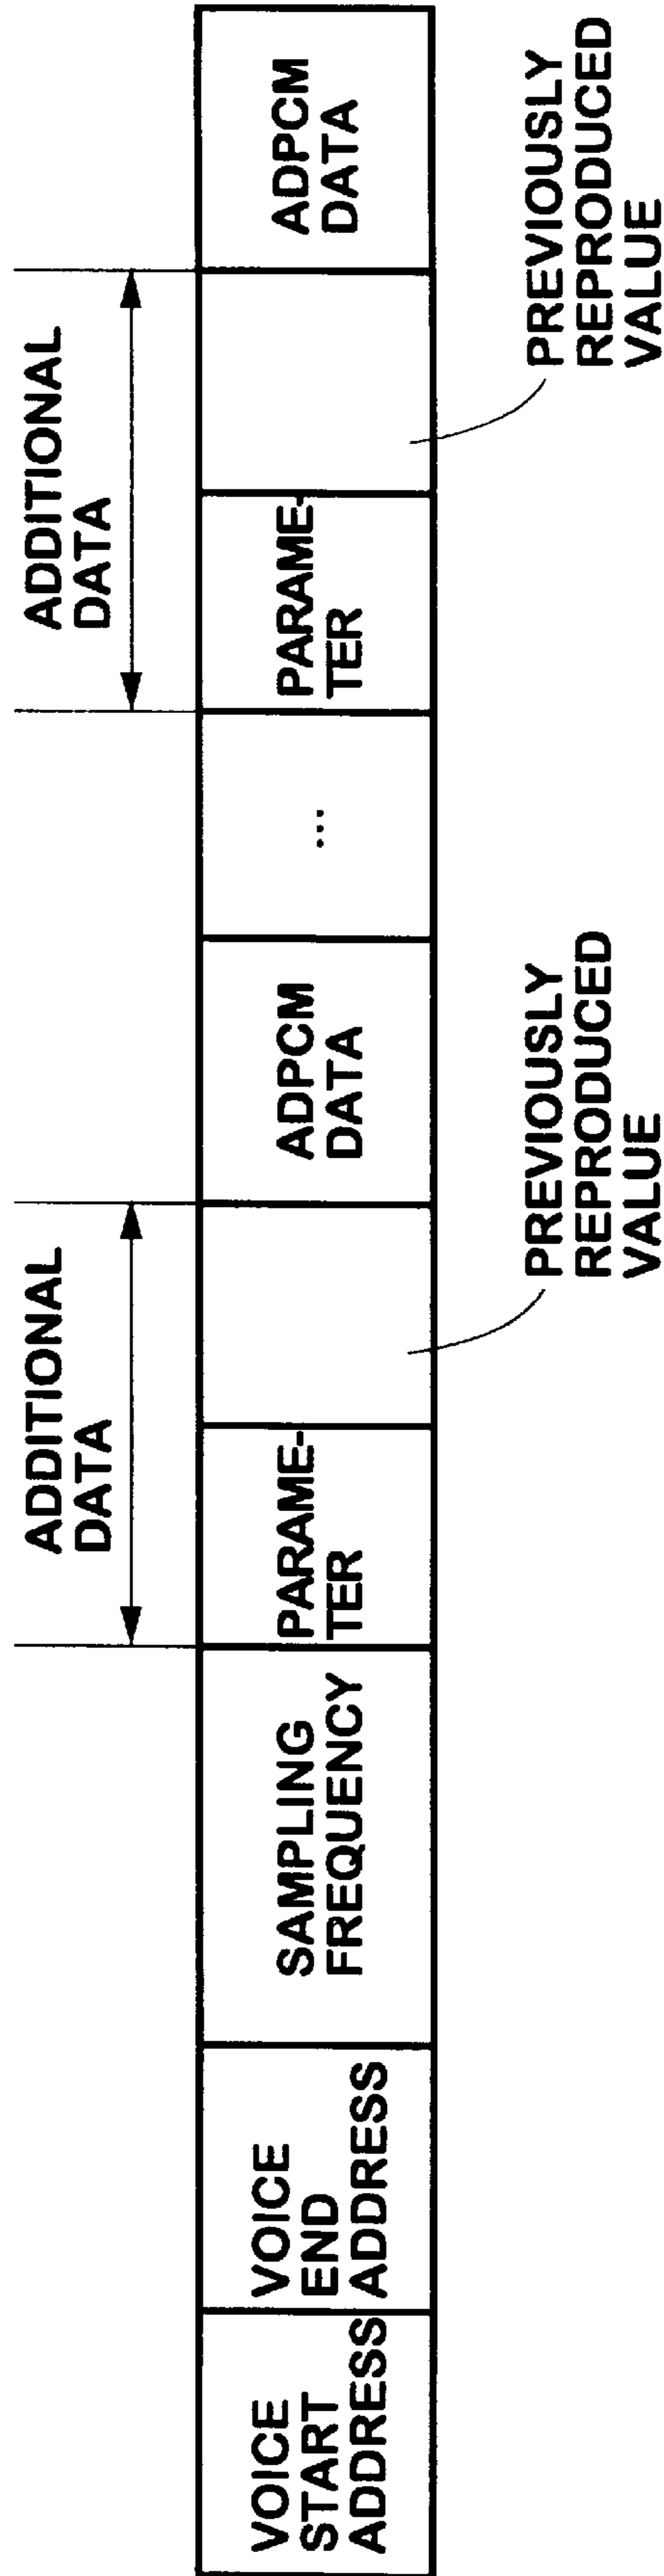 ADDITIONAL
DATA
ADDITIONAL
DATA
VOICE
START
ADDRESS
VOICE
END
ADDRESS
SAMPLING
FREQUENCY
PARAME-
TER
ADPCM
DATA
...
PARAME-
TER
ADPCM
DATA
PREVIOUSLY
REPRODUCED
VALUE
PREVIOUSLY
REPRODUCED
VALUE